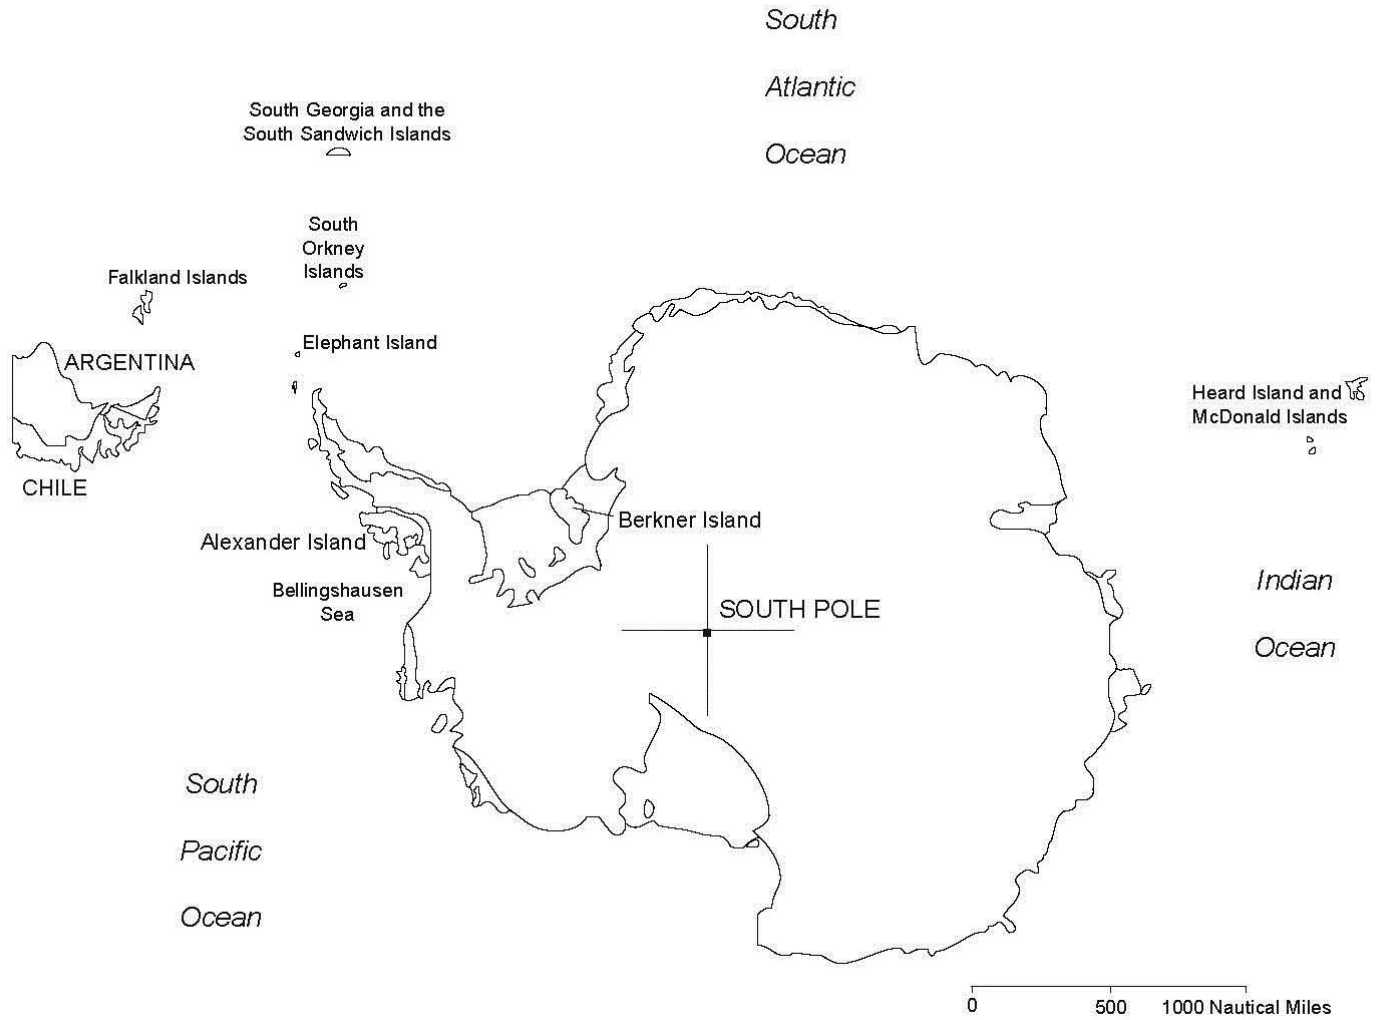 South
Atlantic
Ocean
South Georgia and the
South Sandwich Islands
South
Orkney
Islands
Falkland Islands
Elephant Island
ARGENTINA
CHILE
Heard Island and
McDonald Islands
Alexander Island
Berkner Island
Bellingshausen
Sea
SOUTH POLE
Indian
Ocean
South
Pacific
Ocean
0 500 1000 Nautical Miles